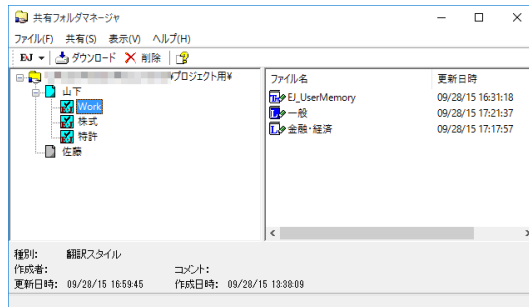 共有フォルダマネージャ
ファイル(F) 共有(S) 表示(V) ヘルプ(H)
EJ ダウンロード 削除
\プロジェクト用\
山下
Work
株式
特許
佐藤
ファイル名 更新日時
EJ_UserMemory 09/28/15 16:31:18
一般 09/28/15 17:21:37
金融・経済 09/28/15 17:17:57
種別: 翻訳スタイル
作成者: コメント:
更新日時: 09/28/15 16:59:45 作成日時: 09/28/15 13:38:09